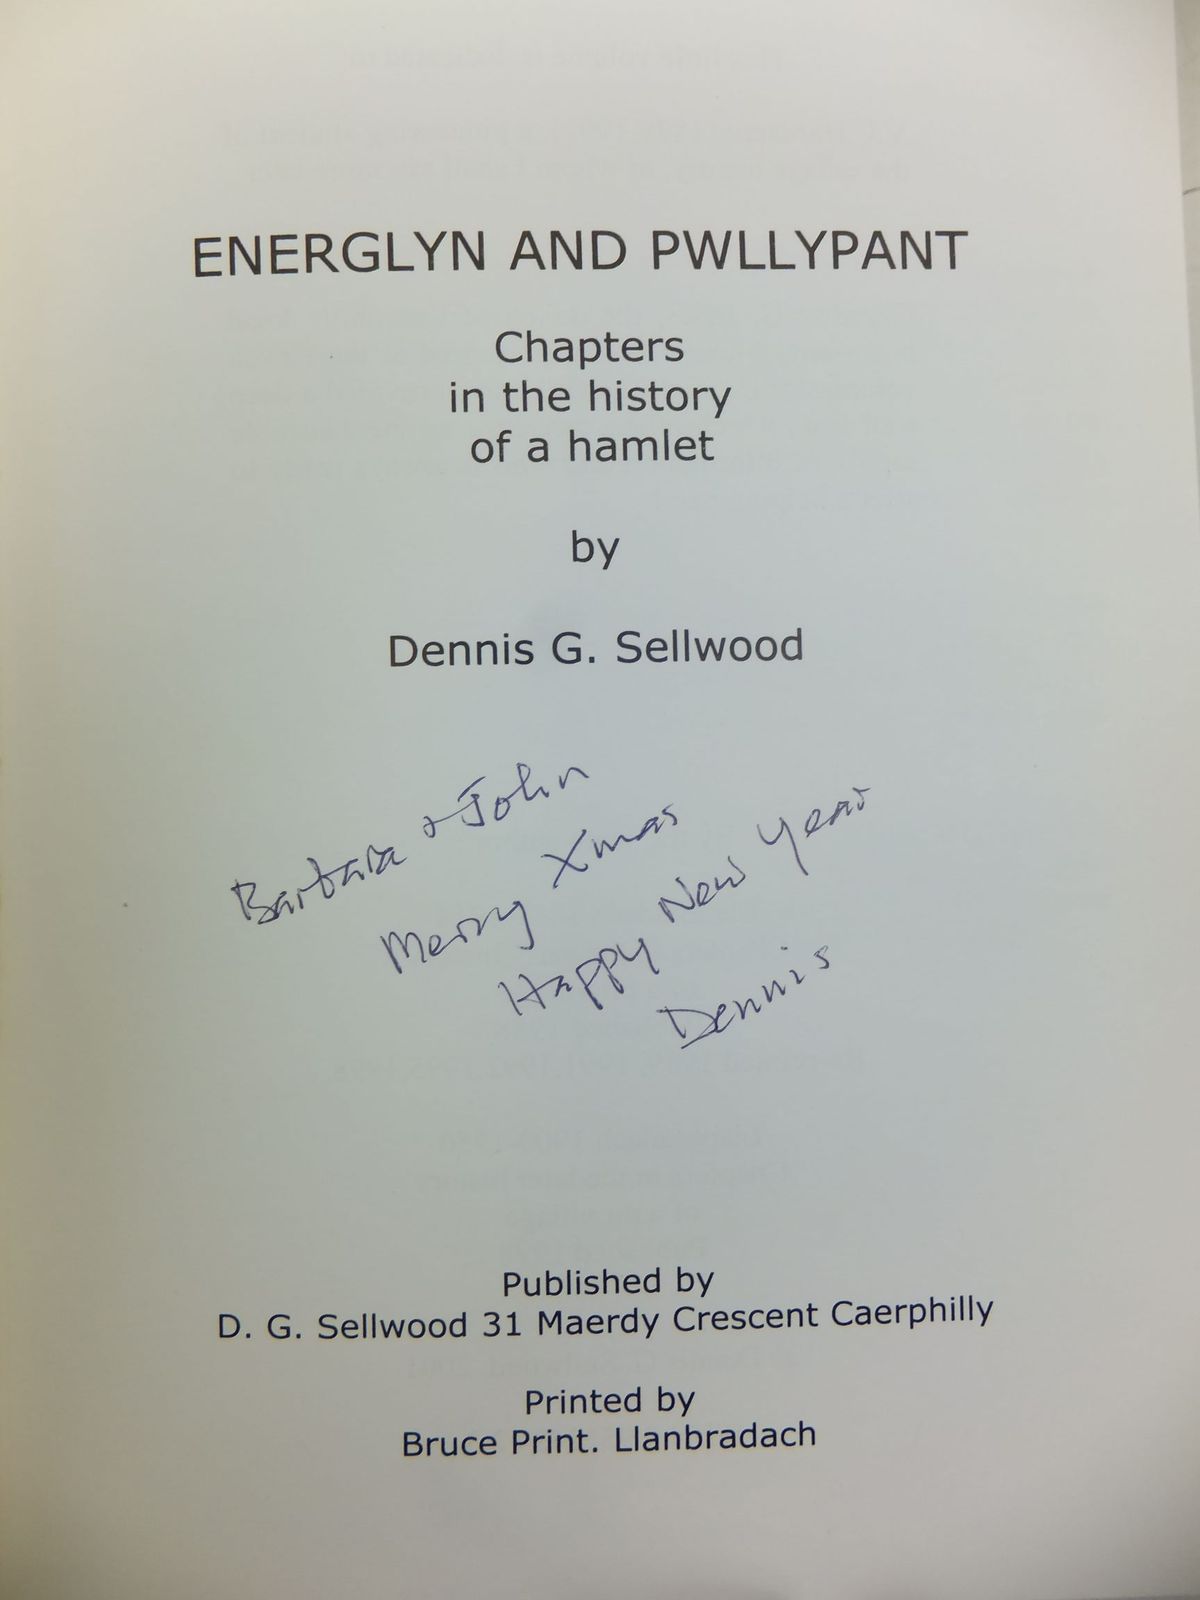 ENERGLYN AND PWLLYPANT
Chapters
in the history
of a hamlet
by
Dennis G. Sellwood
Barbara + John
Merry Xmas
Happy New Year
Dennis
Published by
D. G. Sellwood 31 Maerdy Crescent Caerphilly
Printed by
Bruce Print. Llanbradach